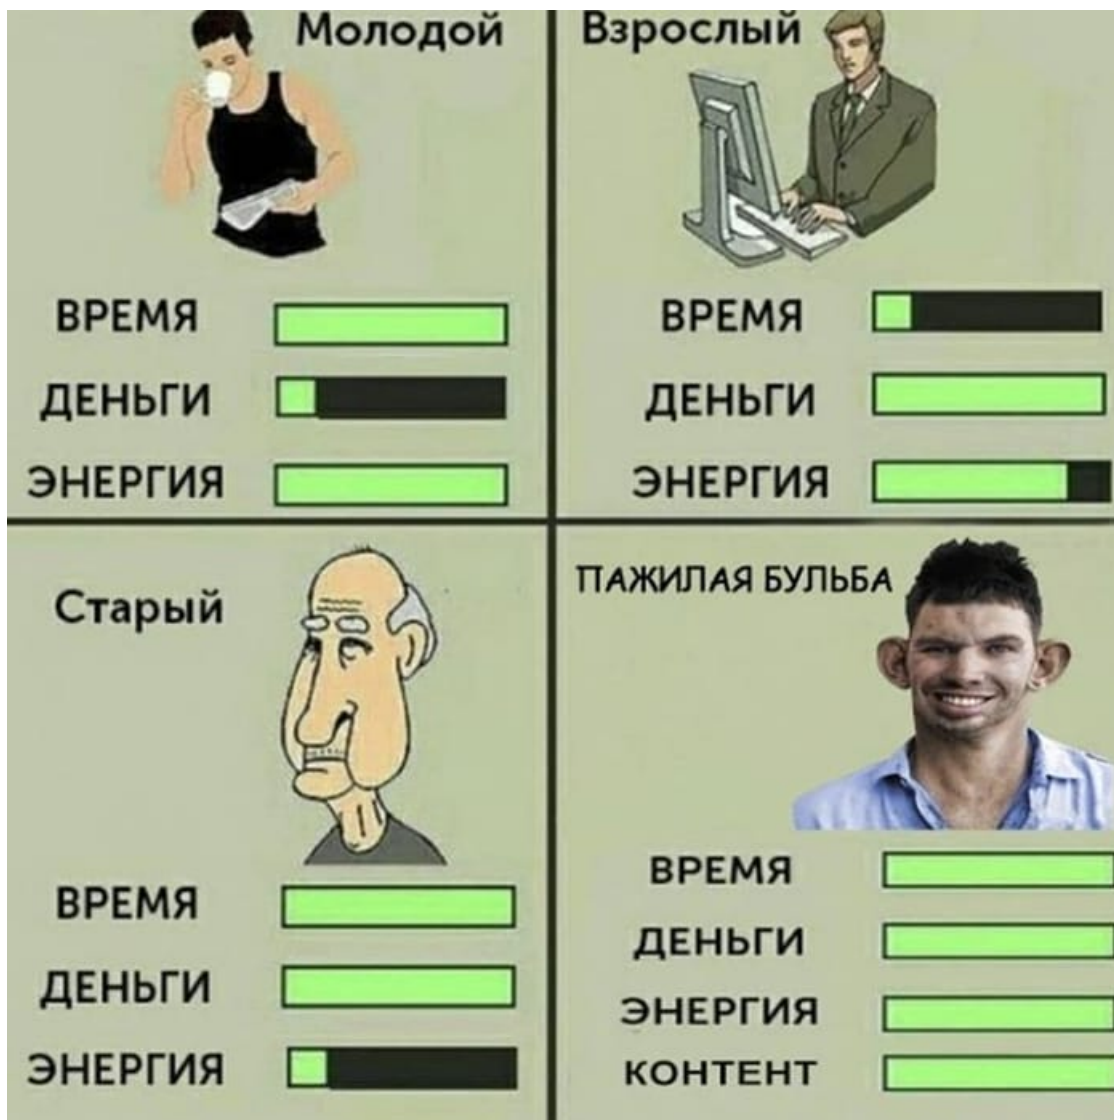 Молодой
ВРЕМЯ
ДЕНЬГИ
ЭНЕРГИЯ
Взрослый
ВРЕМЯ
ДЕНЬГИ
ЭНЕРГИЯ
Старый
ВРЕМЯ
ДЕНЬГИ
ЭНЕРГИЯ
ПАЖИЛАЯ БУЛЬБА
ВРЕМЯ
ДЕНЬГИ
ЭНЕРГИЯ
КОНТЕНТ